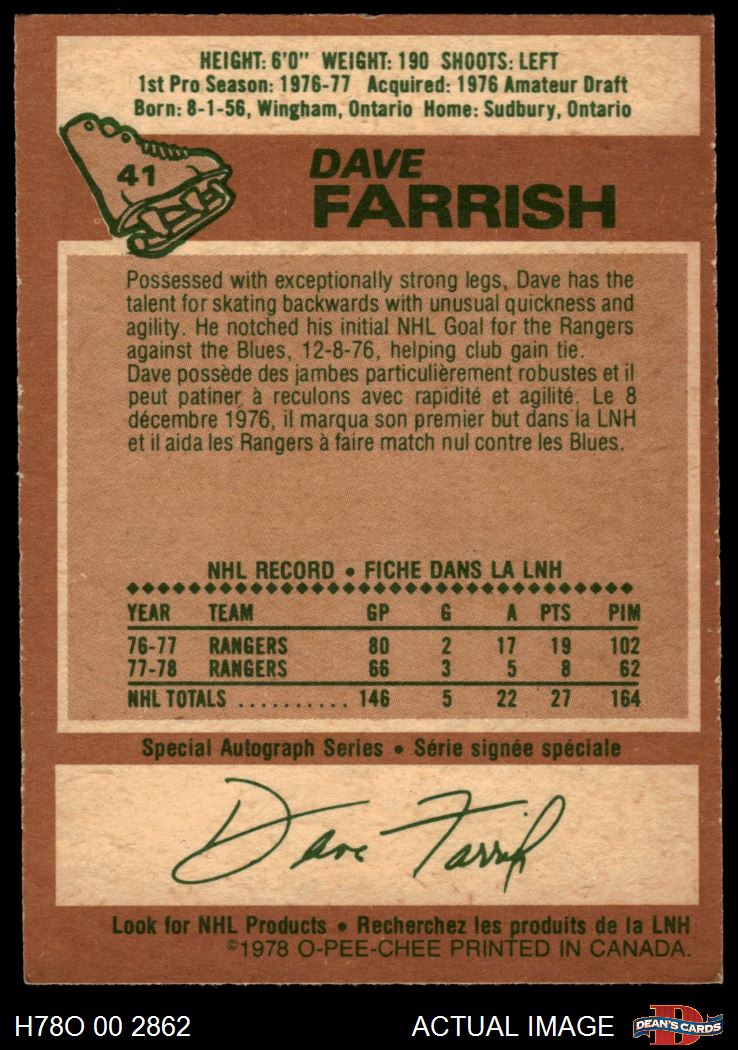 HEIGHT: 6'0" WEIGHT: 190 SHOOTS: LEFT
1st Pro Season: 1976-77 Acquired: 1976 Amateur Draft
Born: 8-1-56, Wingham, Ontario Home: Sudbury, Ontario
41
DAVE
FARRISH
Possessed with exceptionally strong legs, Dave has the
talent for skating backwards with unusual quickness and
agility. He notched his initial NHL Goal for the Rangers
against the Blues, 12-8-76, helping club gain tie.
Dave possède des jambes particulièrement robustes et il
peut patiner à reculons avec rapidité et agilité. Le 8
décembre 1976, il marqua son premier but dans la LNH
et il aida les Rangers à faire match nul contre les Blues.
NHL RECORD • FICHE DANS LA LNH
YEAR TEAM GP G A PTS PIM
76-77 RANGERS 80 2 17 19 102
77-78 RANGERS 66 3 5 8 62
NHL TOTALS .......... 146 5 22 27 164
Special Autograph Series • Série signée spéciale
Dave Farrish
Look for NHL Products • Recherchez les produits de la LNH
©1978 O-PEE-CHEE PRINTED IN CANADA.
H78O 00 2862 ACTUAL IMAGE D DEAN'S CARDS